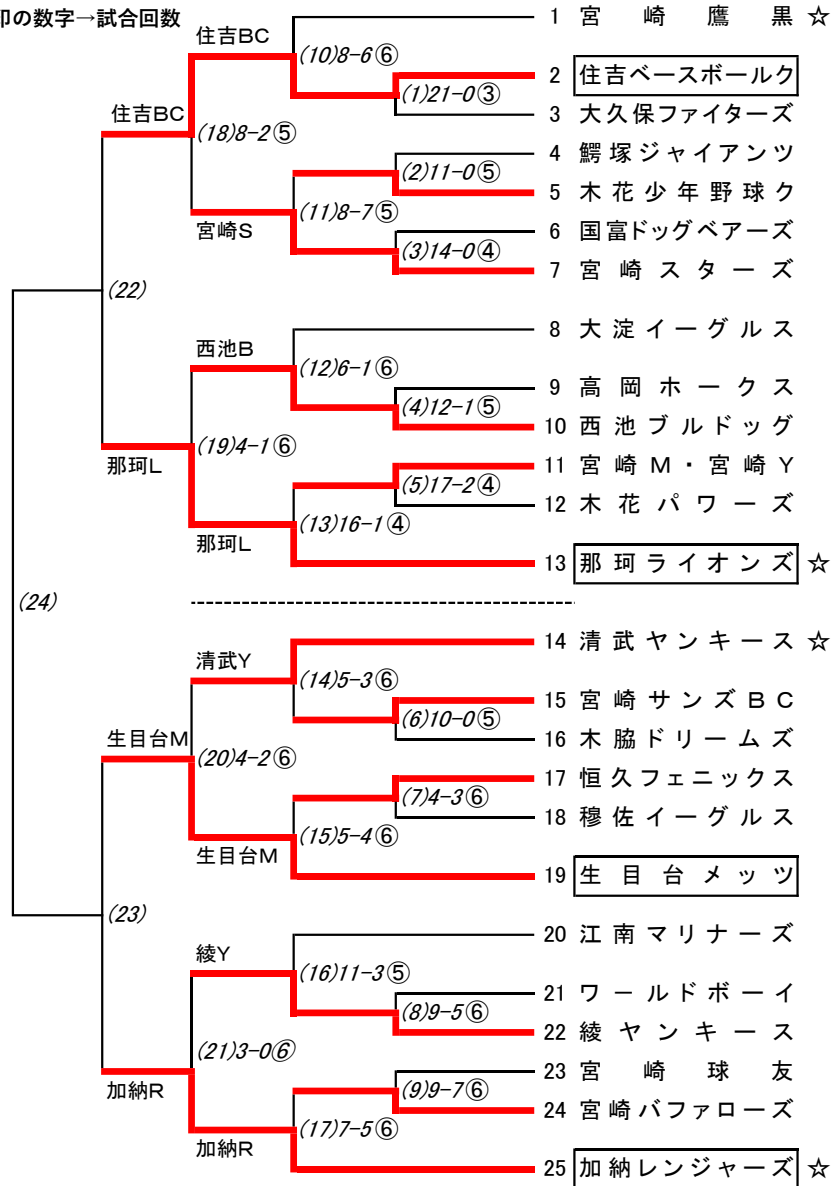 印の数字→試合回数
1 宮崎鷹黒 ☆
住吉BC
(10)8-6⑥
2 住吉ベースボールク
(1)21-0③
3 大久保ファイターズ
住吉BC
(18)8-2⑤
4 鰐塚ジャイアンツ
(2)11-0⑤
5 木花少年野球ク
(11)8-7⑤
宮崎S
6 国富ドッグベアーズ
(3)14-0④
7 宮崎スターズ
(22)
8 大淀イーグルス
西池B
(12)6-1⑥
9 高岡ホークス
(4)12-1⑤
10 西池ブルドッグ
(19)4-1⑥
那珂L
11 宮崎M・宮崎Y
(5)17-2④
12 木花パワーズ
(13)16-1④
那珂L
13 那珂ライオンズ ☆
(24)
14 清武ヤンキース ☆
清武Y
(14)5-3⑥
15 宮崎サンズBC
(6)10-0⑤
16 木脇ドリームズ
生目台M
(20)4-2⑥
17 恒久フェニックス
(7)4-3⑥
18 穆佐イーグルス
(15)5-4⑥
生目台M
19 生目台メッツ
(23)
20 江南マリナーズ
綾Y
(16)11-3⑤
21 ワールドボーイ
(8)9-5⑥
22 綾ヤンキース
(21)3-0⑥
23 宮崎球友
(9)9-7⑥
加納R
24 宮崎バファローズ
(17)7-5⑥
加納R
25 加納レンジャーズ ☆